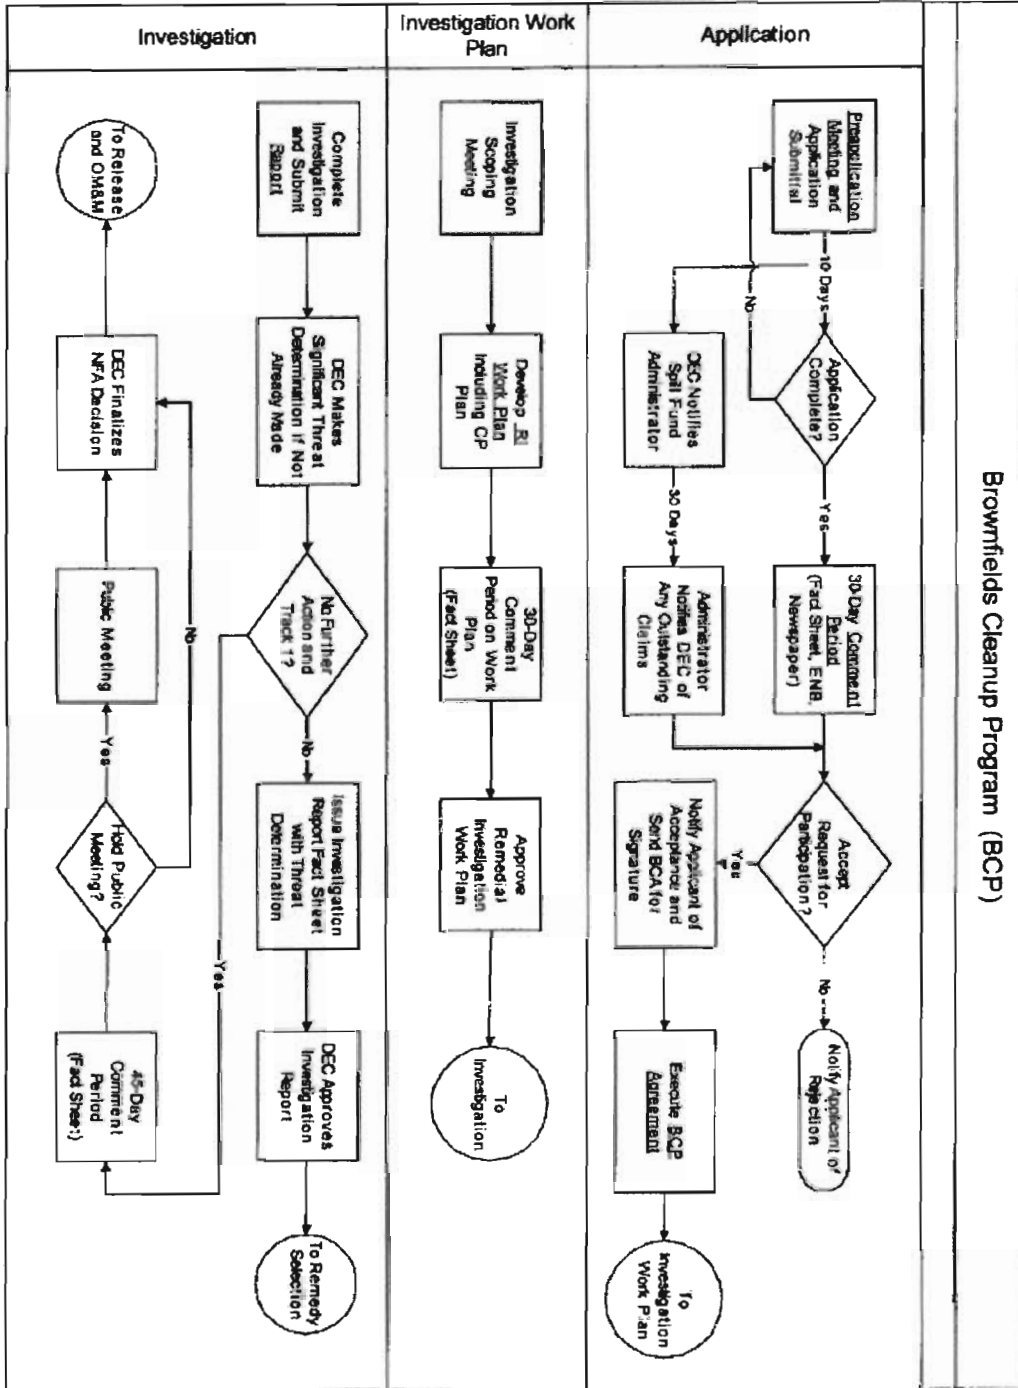 Brownfields Cleanup Program (BCP)
Application
Preapplication
Meeting and
Application
Submittal
10 Days
Application
Complete?
No
Yes
30-Day Comment
Period
(Fact Sheet, ENB,
Newspaper)
DEC Notifies
Spill Fund
Administrator
30 Days
Administrator
Notifies DEC of
Any Outstanding
Claims
Accept
Request for
Participation?
No
Notify Applicant of
Rejection
Yes
Notify Applicant of
Acceptance and
Send BCA for
Signature
Execute BCP
Agreement
To
Investigation
Work Plan
Investigation Work
Plan
Investigation
Scoping
Meeting
Develop RI
Work Plan
Including CP
Plan
30-Day
Comment
Period on Work
Plan
(Fact Sheet)
Approve
Remedial
Investigation
Work Plan
To
Investigation
Investigation
Complete
Investigation
and Submit
Report
DEC Makes
Significant Threat
Determination if Not
Already Made
No Further
Action and
Track 1?
No
Issue Investigation
Report Fact Sheet
with Threat
Determination
DEC Approves
Investigation
Report
To Remedy
Selection
Yes
45-Day
Comment
Period
(Fact Sheet)
Hold Public
Meeting?
Yes
No
Public Meeting
DEC Finalizes
NFA Decision
To Release
and OM&M